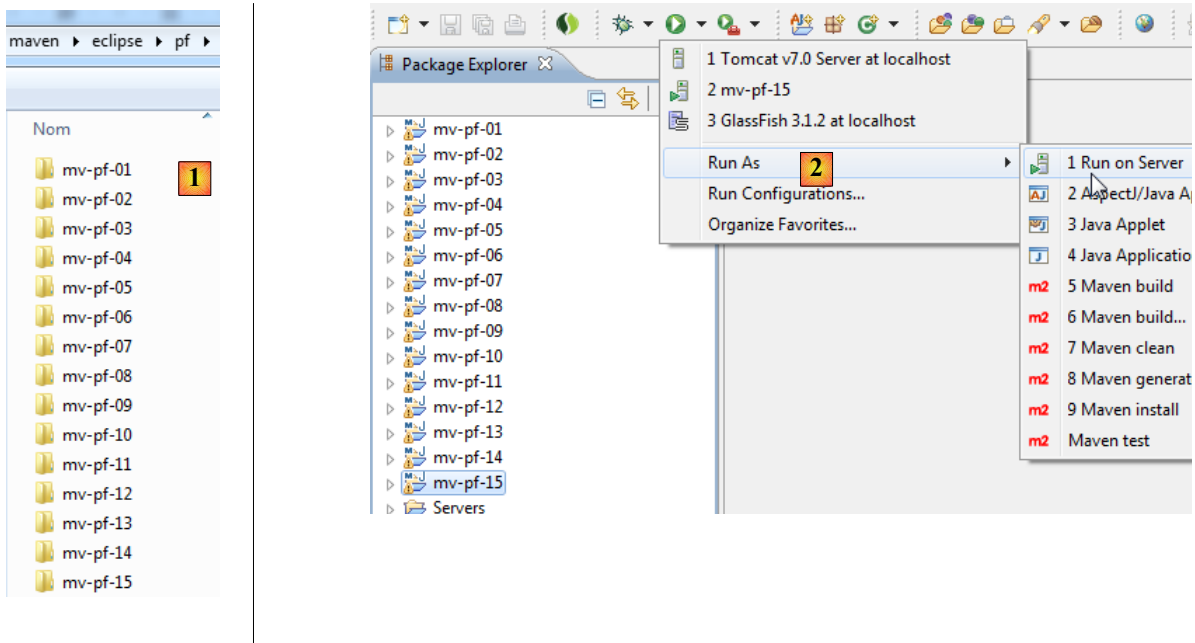 maven ▸ eclipse ▸ pf ▸
Nom
mv-pf-01
mv-pf-02
mv-pf-03
mv-pf-04
mv-pf-05
mv-pf-06
mv-pf-07
mv-pf-08
mv-pf-09
mv-pf-10
mv-pf-11
mv-pf-12
mv-pf-13
mv-pf-14
mv-pf-15
1
Package Explorer
mv-pf-01
mv-pf-02
mv-pf-03
mv-pf-04
mv-pf-05
mv-pf-06
mv-pf-07
mv-pf-08
mv-pf-09
mv-pf-10
mv-pf-11
mv-pf-12
mv-pf-13
mv-pf-14
mv-pf-15
Servers
1 Tomcat v7.0 Server at localhost
2 mv-pf-15
3 GlassFish 3.1.2 at localhost
Run As
2
Run Configurations...
Organize Favorites...
1 Run on Server
2 AspectJ/Java Ap
3 Java Applet
4 Java Applicatio
m2 5 Maven build
m2 6 Maven build...
m2 7 Maven clean
m2 8 Maven generat
m2 9 Maven install
m2 Maven test